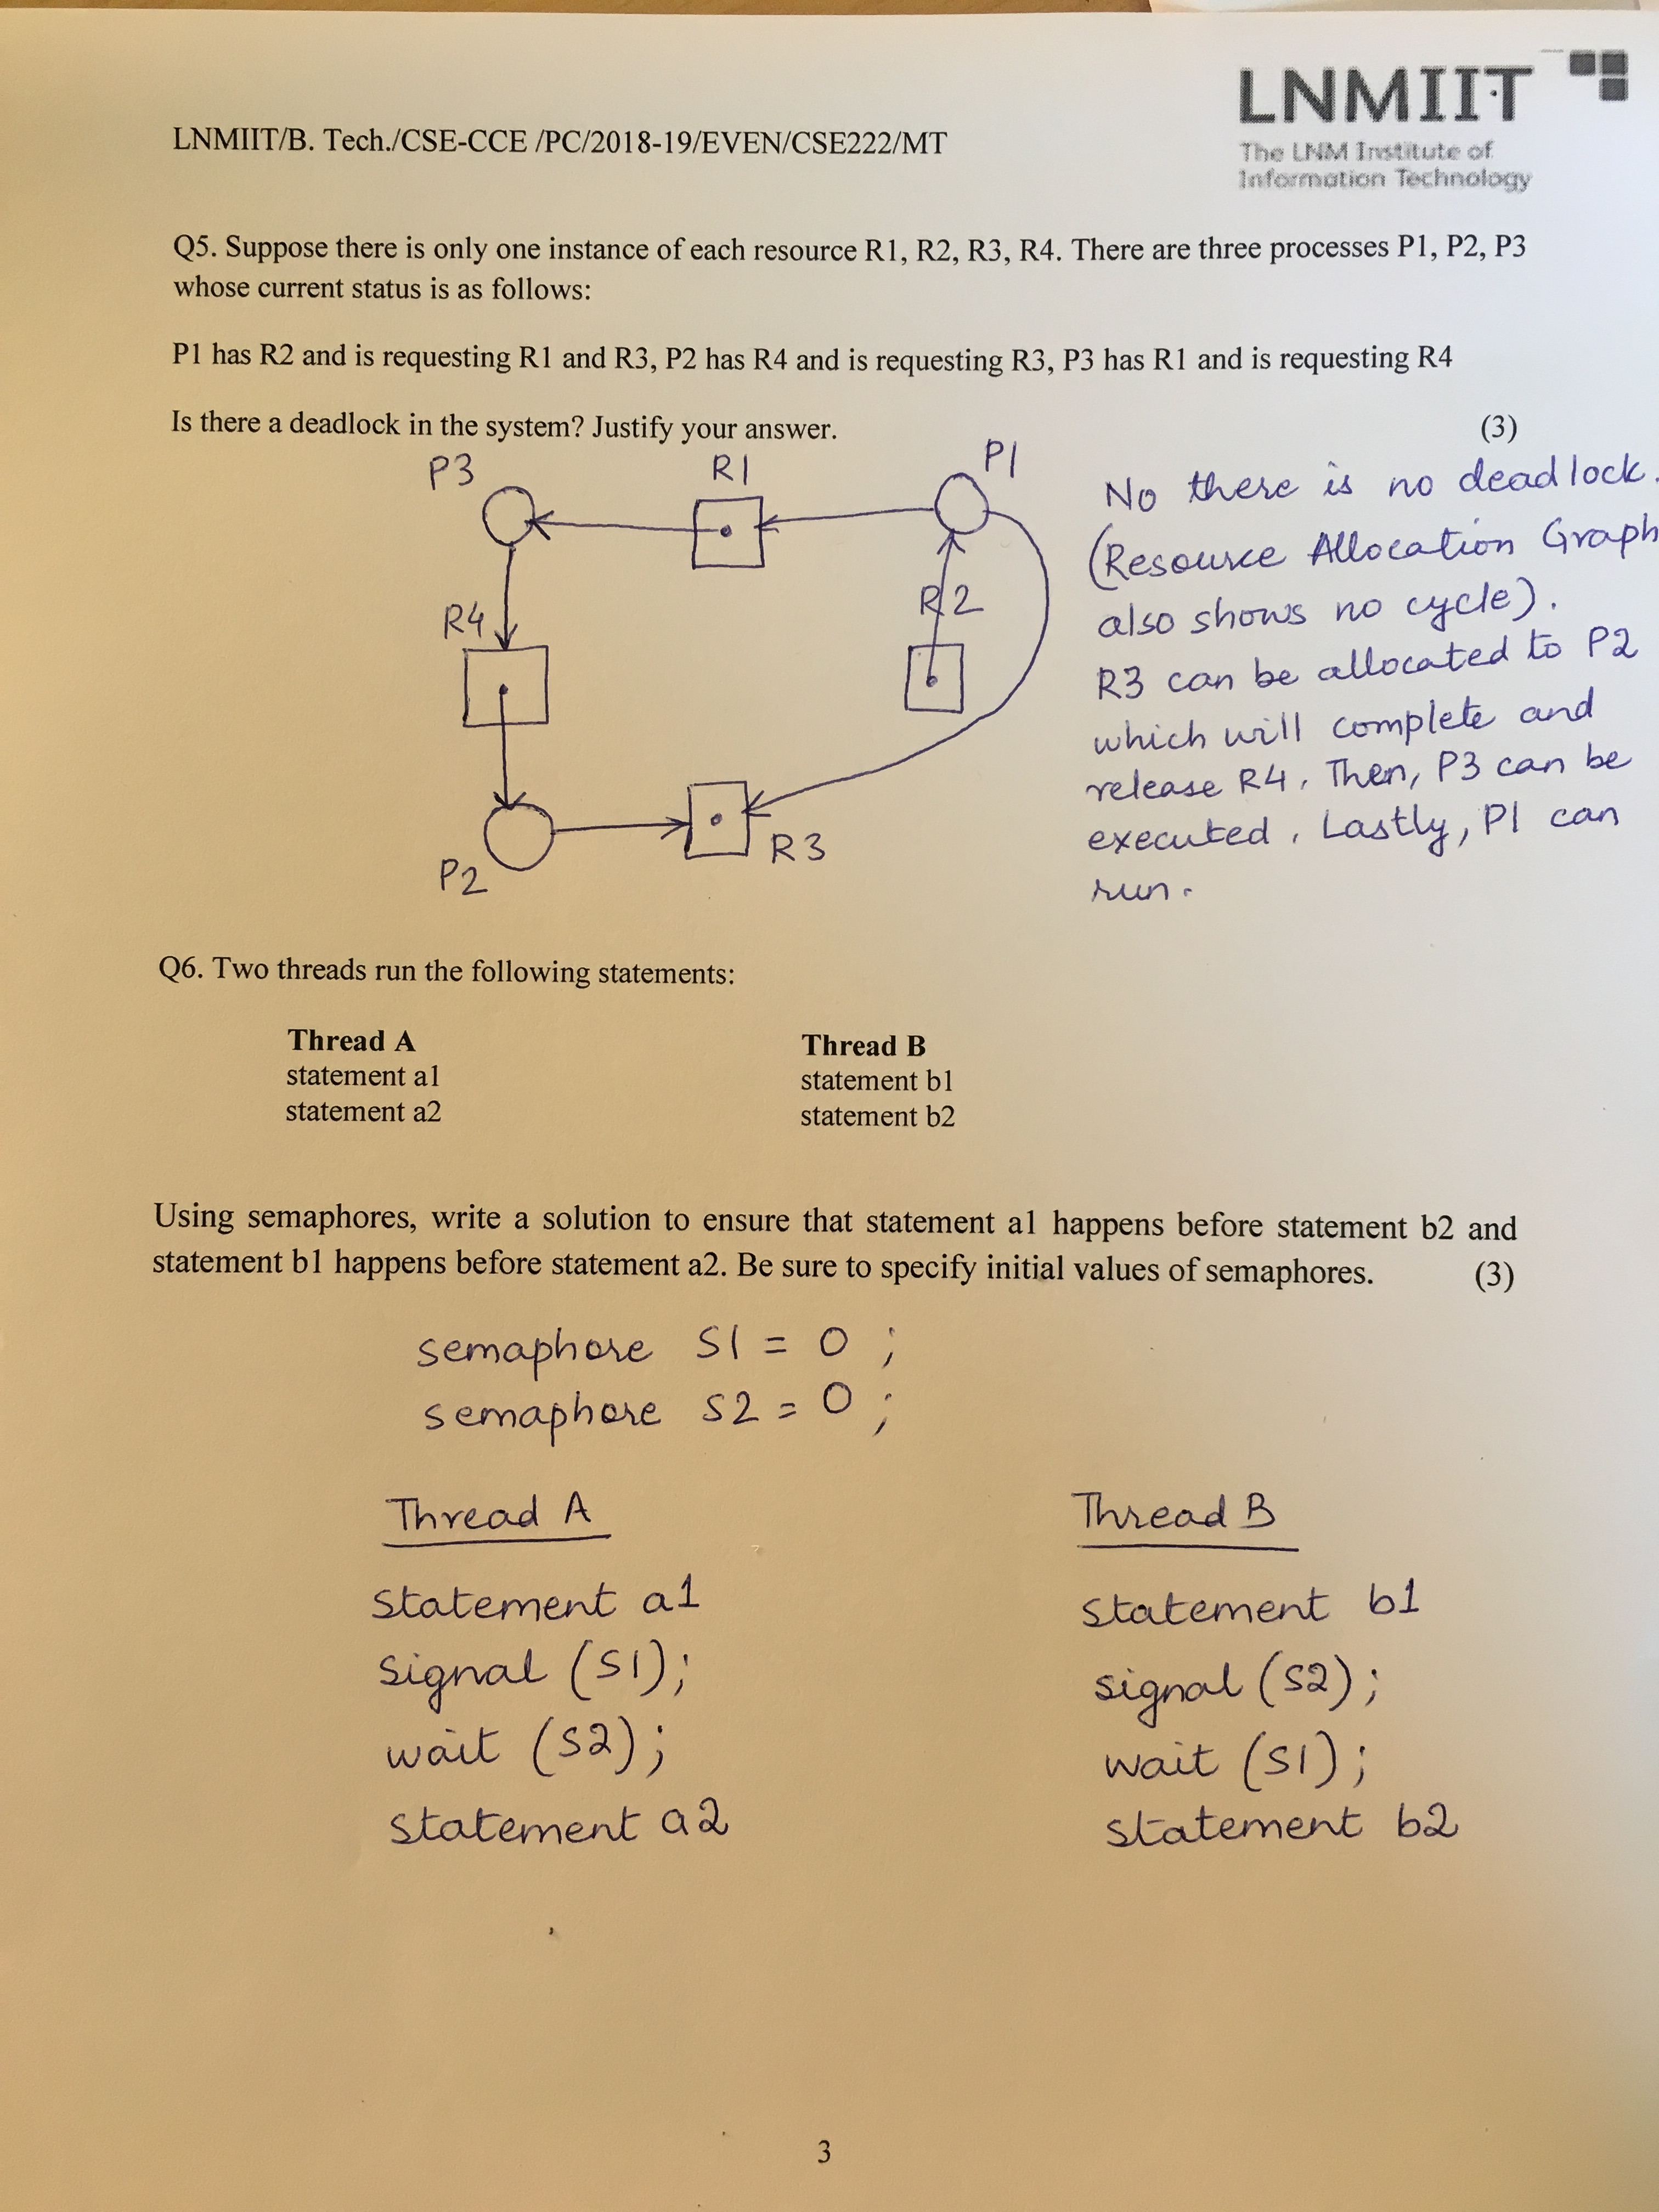 LNMIIT
The LNM Institute of
Information Technology
LNMIIT/B. Tech./CSE-CCE /PC/2018-19/EVEN/CSE222/MT
Q5. Suppose there is only one instance of each resource R1, R2, R3, R4. There are three processes P1, P2, P3
whose current status is as follows:
P1 has R2 and is requesting R1 and R3, P2 has R4 and is requesting R3, P3 has R1 and is requesting R4
Is there a deadlock in the system? Justify your answer. (3)
P3 R1 P1
R4 R2
P2 R3
No there is no deadlock.
(Resource Allocation Graph
also shows no cycle).
R3 can be allocated to P2
which will complete and
release R4. Then, P3 can be
executed. Lastly, P1 can
run.
Q6. Two threads run the following statements:
Thread A Thread B
statement a1 statement b1
statement a2 statement b2
Using semaphores, write a solution to ensure that statement a1 happens before statement b2 and
statement b1 happens before statement a2. Be sure to specify initial values of semaphores. (3)
semaphore S1 = 0 ;
semaphore S2 = 0 ;
Thread A Thread B
statement a1 statement b1
signal (S1); signal (S2);
wait (S2); wait (S1);
statement a2 statement b2
3